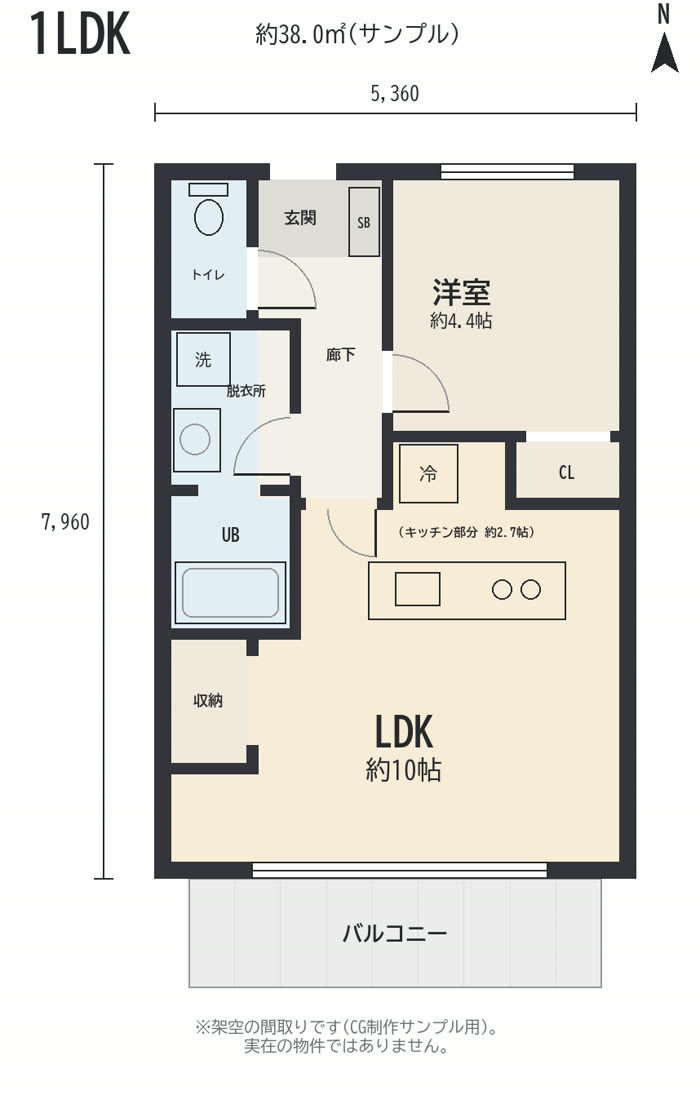 1LDK
約38.0㎡(サンプル)
N
5,360
玄関
SB
トイレ
洋室
約4.4帖
廊下
洗
脱衣所
冷
CL
7,960
UB
(キッチン部分 約2.7帖)
収納
LDK
約10帖
バルコニー
※架空の間取りです(CG制作サンプル用)。
実在の物件ではありません。